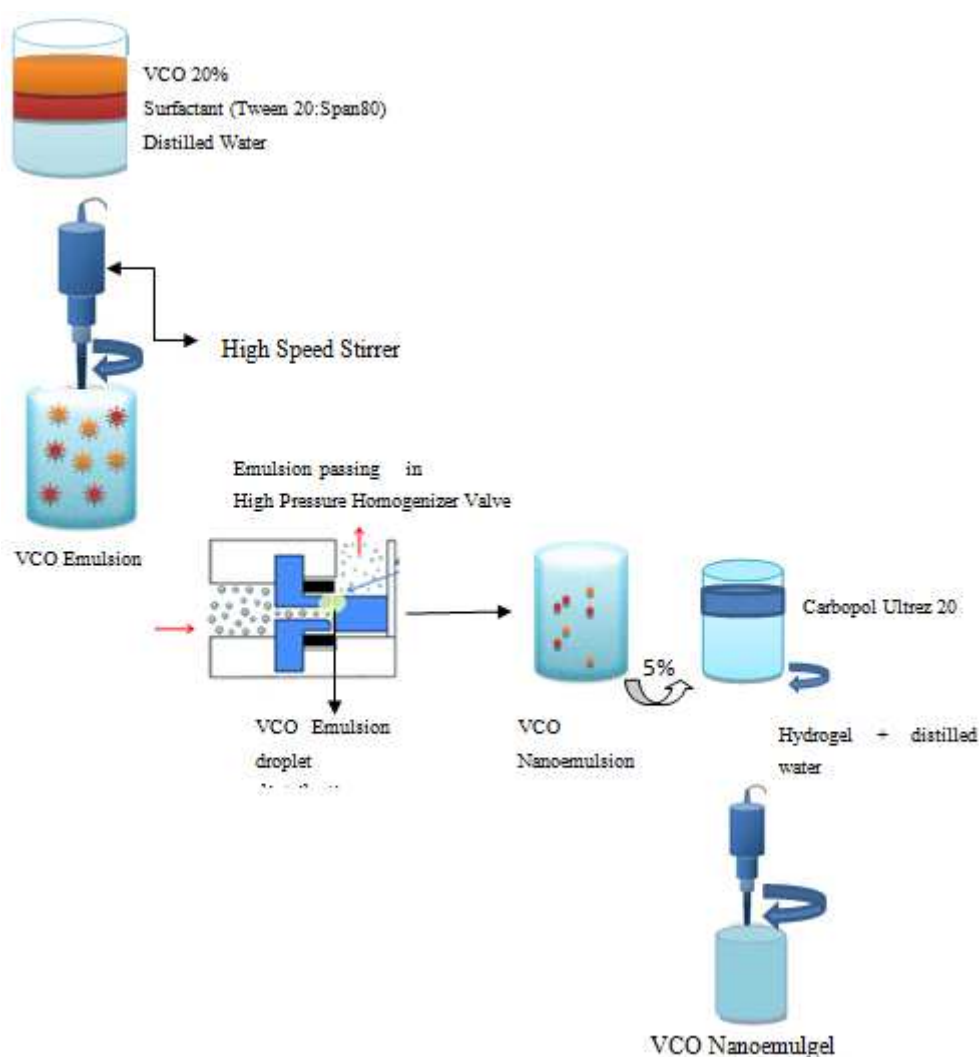 VCO 20%
Surfactant (Tween 20:Span80)
Distilled Water
High Speed Stirrer
VCO Emulsion
Emulsion passing in
High Pressure Homogenizer Valve
VCO Emulsion
droplet
VCO
Nanoemulsion
5%
Carbopol Ultrez 20
Hydrogel + distilled
water
VCO Nanoemulgel